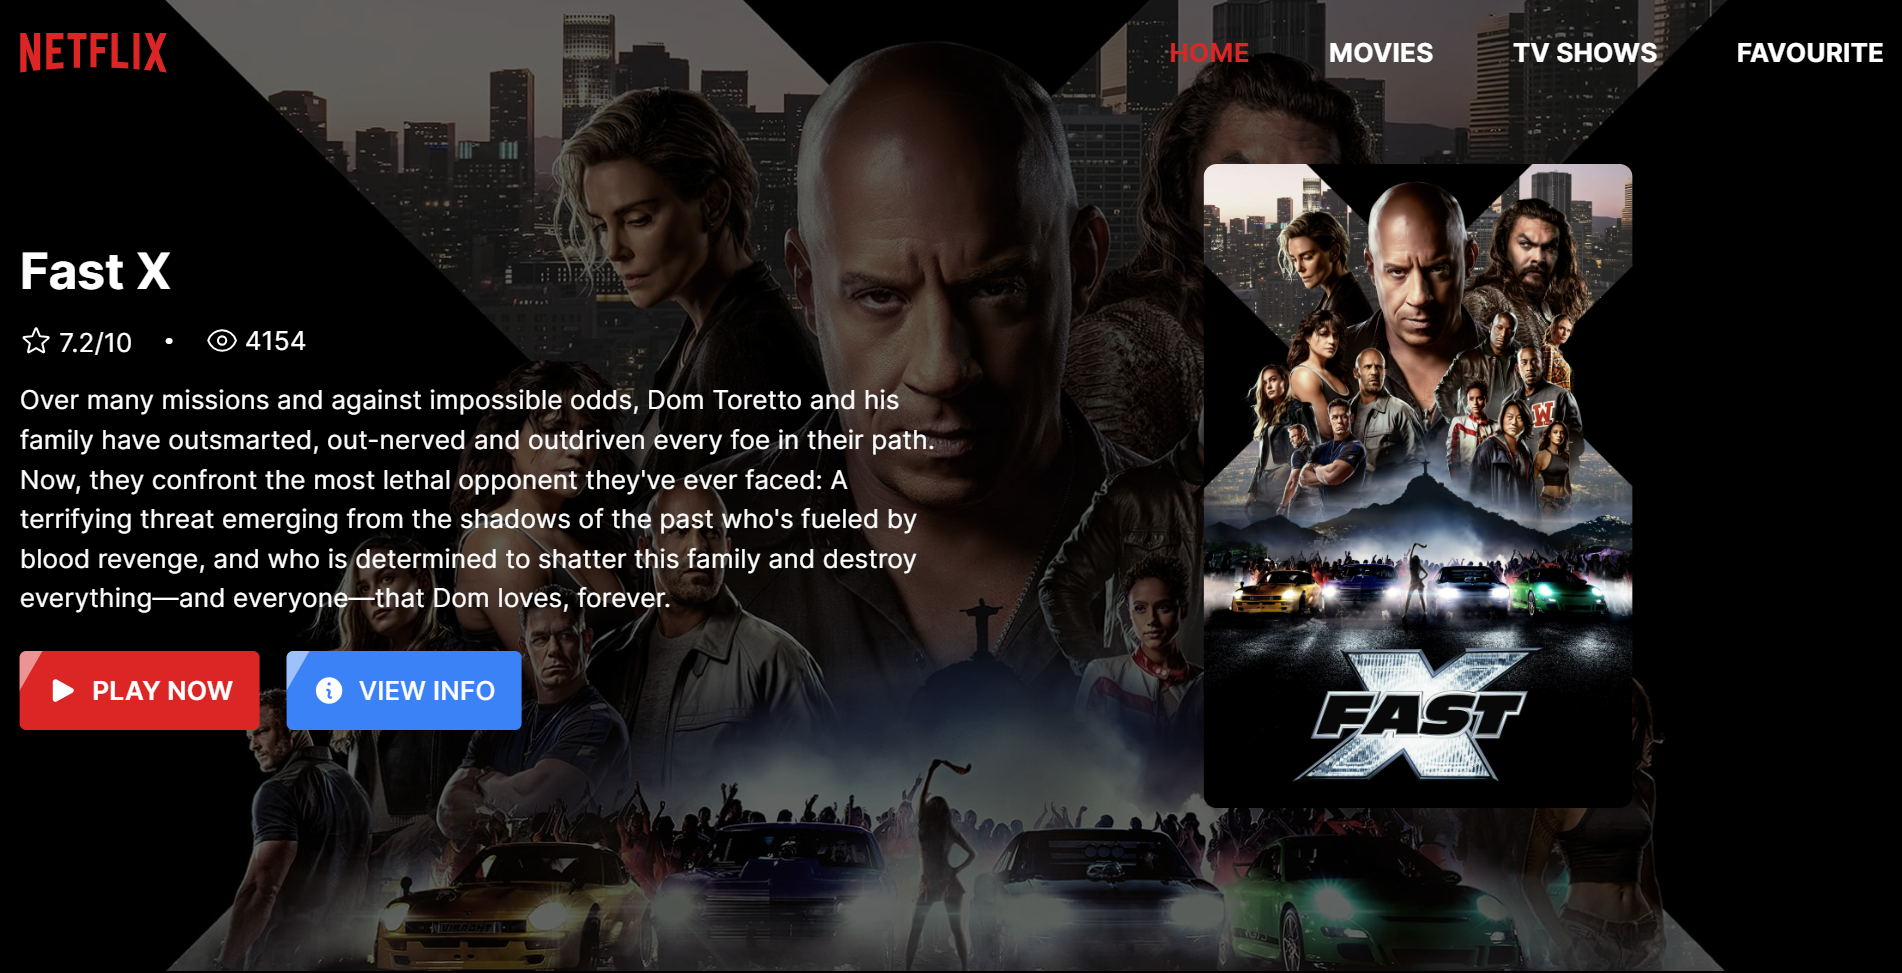 NETFLIX
HOME MOVIES TV SHOWS FAVOURITE
Fast X
7.2/10 • 4154
Over many missions and against impossible odds, Dom Toretto and his
family have outsmarted, out-nerved and outdriven every foe in their path.
Now, they confront the most lethal opponent they've ever faced: A
terrifying threat emerging from the shadows of the past who's fueled by
blood revenge, and who is determined to shatter this family and destroy
everything—and everyone—that Dom loves, forever.
PLAY NOW VIEW INFO
W
FAST X